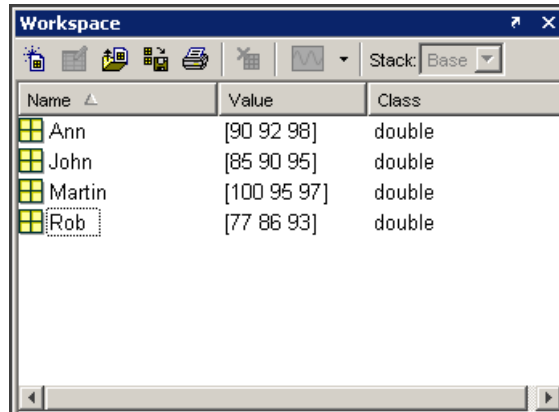 Workspace
Stack: Base
Name Value Class
Ann [90 92 98] double
John [85 90 95] double
Martin [100 95 97] double
Rob [77 86 93] double